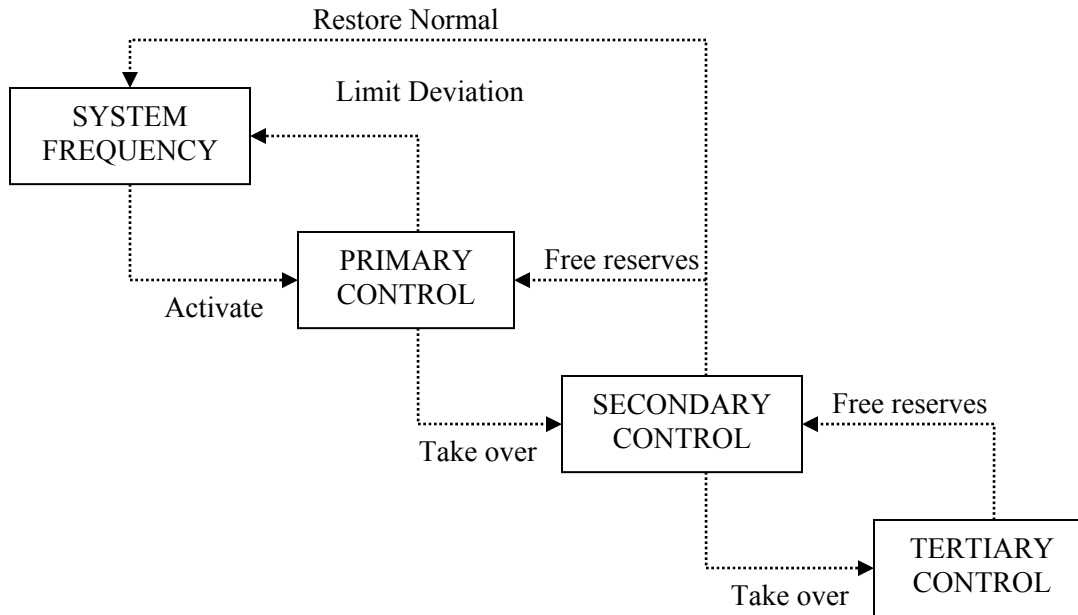 Restore Normal
Limit Deviation
SYSTEM
FREQUENCY
PRIMARY
CONTROL
Free reserves
Activate
SECONDARY
CONTROL
Free reserves
Take over
TERTIARY
CONTROL
Take over